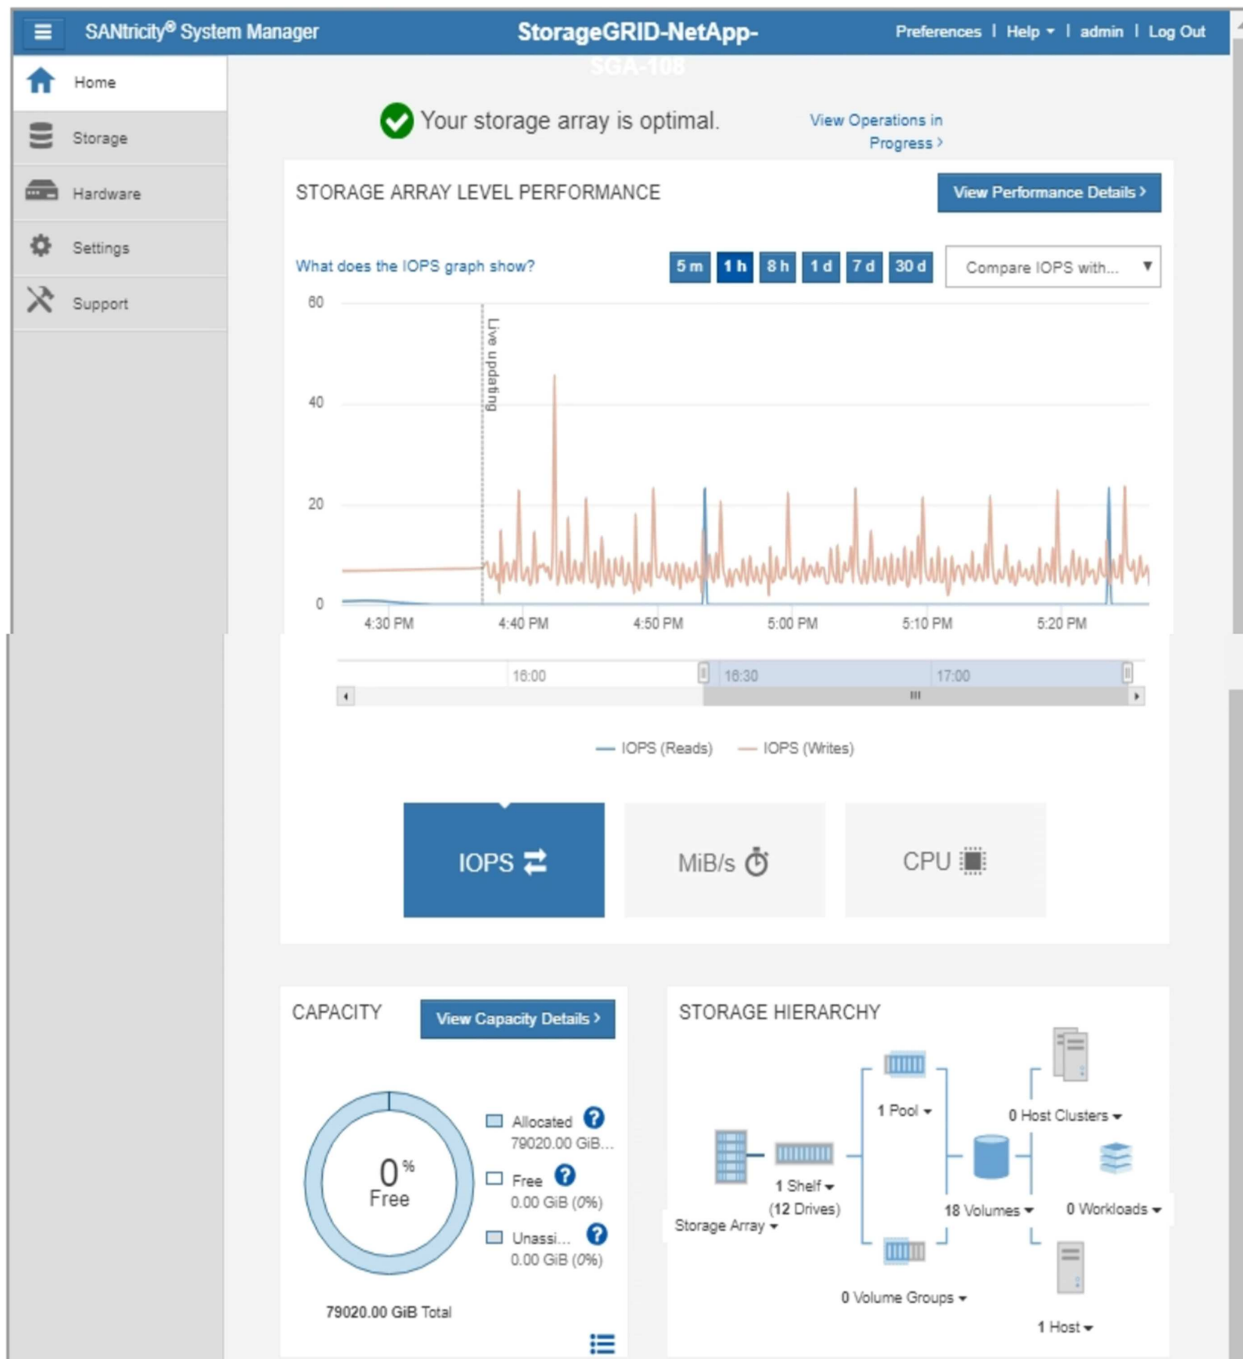 SANtricity® System Manager
StorageGRID-NetApp-
SGA-108
Preferences | Help | admin | Log Out
Home
Storage
Hardware
Settings
Support
Your storage array is optimal.
View Operations in
Progress >
STORAGE ARRAY LEVEL PERFORMANCE
View Performance Details >
What does the IOPS graph show?
5 m 1 h 8 h 1 d 7 d 30 d
Compare IOPS with...
60
40
20
0
Live updating
4:30 PM 4:40 PM 4:50 PM 5:00 PM 5:10 PM 5:20 PM
16:00 16:30 17:00
IOPS (Reads) IOPS (Writes)
IOPS
MiB/s
CPU
CAPACITY
View Capacity Details >
0%
Free
Allocated ?
79020.00 GiB...
Free ?
0.00 GiB (0%)
Unassi... ?
0.00 GiB (0%)
79020.00 GiB Total
STORAGE HIERARCHY
Storage Array
1 Shelf
(12 Drives)
1 Pool
0 Volume Groups
18 Volumes
0 Host Clusters
0 Workloads
1 Host